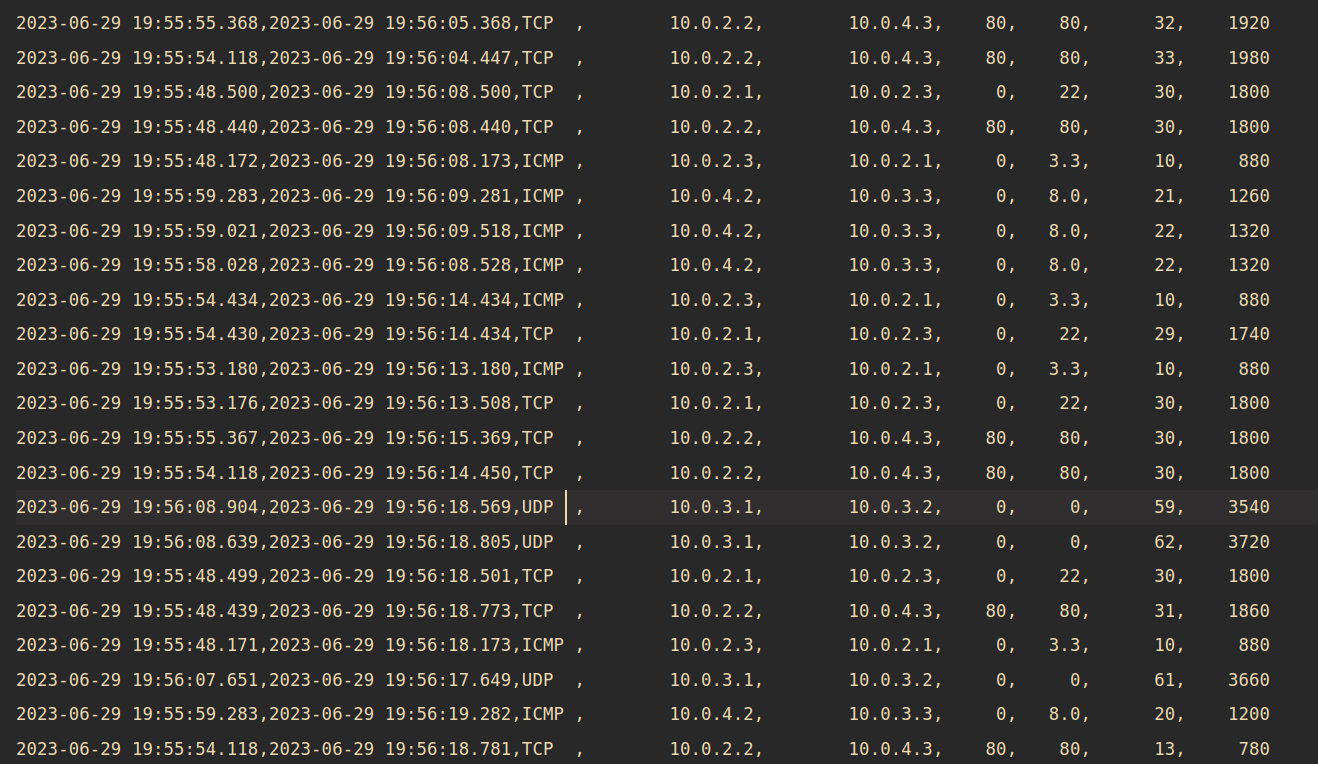 2023-06-29 19:55:55.368,2023-06-29 19:56:05.368,TCP  ,        10.0.2.2,        10.0.4.3,    80,    80,      32,    1920
2023-06-29 19:55:54.118,2023-06-29 19:56:04.447,TCP  ,        10.0.2.2,        10.0.4.3,    80,    80,      33,    1980
2023-06-29 19:55:48.500,2023-06-29 19:56:08.500,TCP  ,        10.0.2.1,        10.0.2.3,     0,    22,      30,    1800
2023-06-29 19:55:48.440,2023-06-29 19:56:08.440,TCP  ,        10.0.2.2,        10.0.4.3,    80,    80,      30,    1800
2023-06-29 19:55:48.172,2023-06-29 19:56:08.173,ICMP ,        10.0.2.3,        10.0.2.1,     0,   3.3,      10,     880
2023-06-29 19:55:59.283,2023-06-29 19:56:09.281,ICMP ,        10.0.4.2,        10.0.3.3,     0,   8.0,      21,    1260
2023-06-29 19:55:59.021,2023-06-29 19:56:09.518,ICMP ,        10.0.4.2,        10.0.3.3,     0,   8.0,      22,    1320
2023-06-29 19:55:58.028,2023-06-29 19:56:08.528,ICMP ,        10.0.4.2,        10.0.3.3,     0,   8.0,      22,    1320
2023-06-29 19:55:54.434,2023-06-29 19:56:14.434,ICMP ,        10.0.2.3,        10.0.2.1,     0,   3.3,      10,     880
2023-06-29 19:55:54.430,2023-06-29 19:56:14.434,TCP  ,        10.0.2.1,        10.0.2.3,     0,    22,      29,    1740
2023-06-29 19:55:53.180,2023-06-29 19:56:13.180,ICMP ,        10.0.2.3,        10.0.2.1,     0,   3.3,      10,     880
2023-06-29 19:55:53.176,2023-06-29 19:56:13.508,TCP  ,        10.0.2.1,        10.0.2.3,     0,    22,      30,    1800
2023-06-29 19:55:55.367,2023-06-29 19:56:15.369,TCP  ,        10.0.2.2,        10.0.4.3,    80,    80,      30,    1800
2023-06-29 19:55:54.118,2023-06-29 19:56:14.450,TCP  ,        10.0.2.2,        10.0.4.3,    80,    80,      30,    1800
2023-06-29 19:56:08.904,2023-06-29 19:56:18.569,UDP  ,        10.0.3.1,        10.0.3.2,     0,     0,      59,    3540
2023-06-29 19:56:08.639,2023-06-29 19:56:18.805,UDP  ,        10.0.3.1,        10.0.3.2,     0,     0,      62,    3720
2023-06-29 19:55:48.499,2023-06-29 19:56:18.501,TCP  ,        10.0.2.1,        10.0.2.3,     0,    22,      30,    1800
2023-06-29 19:55:48.439,2023-06-29 19:56:18.773,TCP  ,        10.0.2.2,        10.0.4.3,    80,    80,      31,    1860
2023-06-29 19:55:48.171,2023-06-29 19:56:18.173,ICMP ,        10.0.2.3,        10.0.2.1,     0,   3.3,      10,     880
2023-06-29 19:56:07.651,2023-06-29 19:56:17.649,UDP  ,        10.0.3.1,        10.0.3.2,     0,     0,      61,    3660
2023-06-29 19:55:59.283,2023-06-29 19:56:19.282,ICMP ,        10.0.4.2,        10.0.3.3,     0,   8.0,      20,    1200
2023-06-29 19:55:54.118,2023-06-29 19:56:18.781,TCP  ,        10.0.2.2,        10.0.4.3,    80,    80,      13,     780